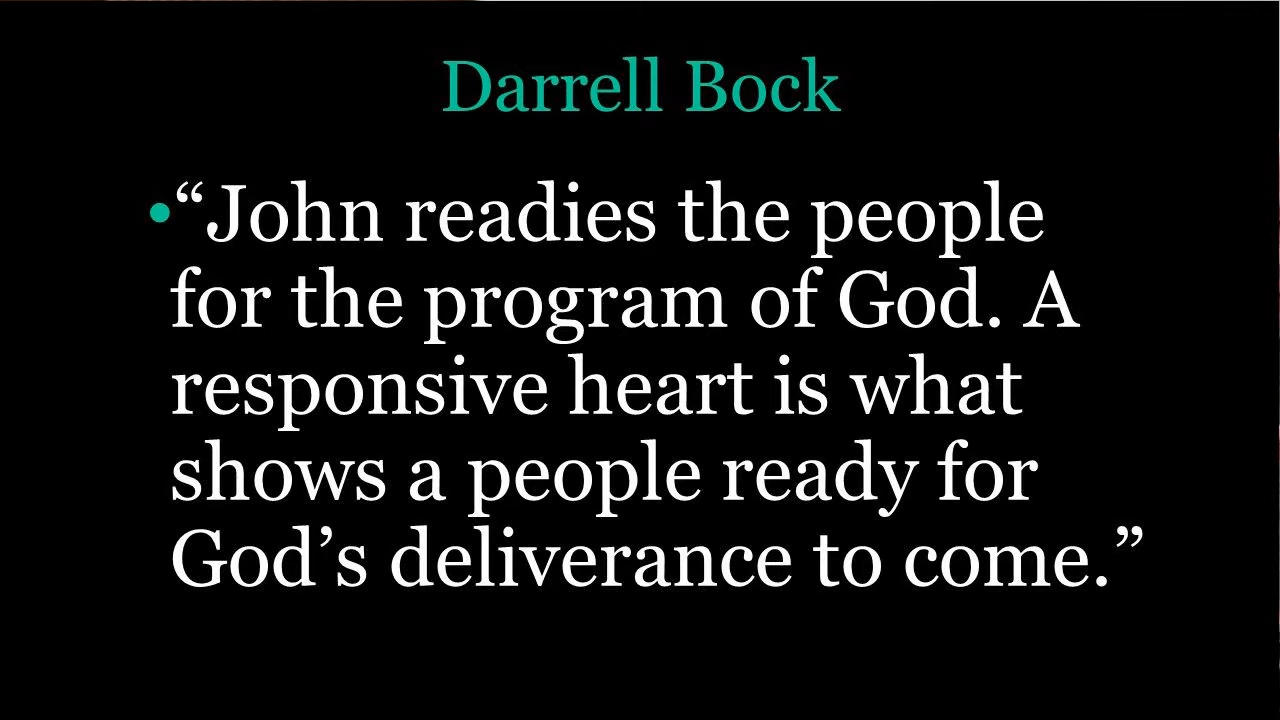 Darrell Bock
•“John readies the people
for the program of God. A
responsive heart is what
shows a people ready for
God’s deliverance to come.”